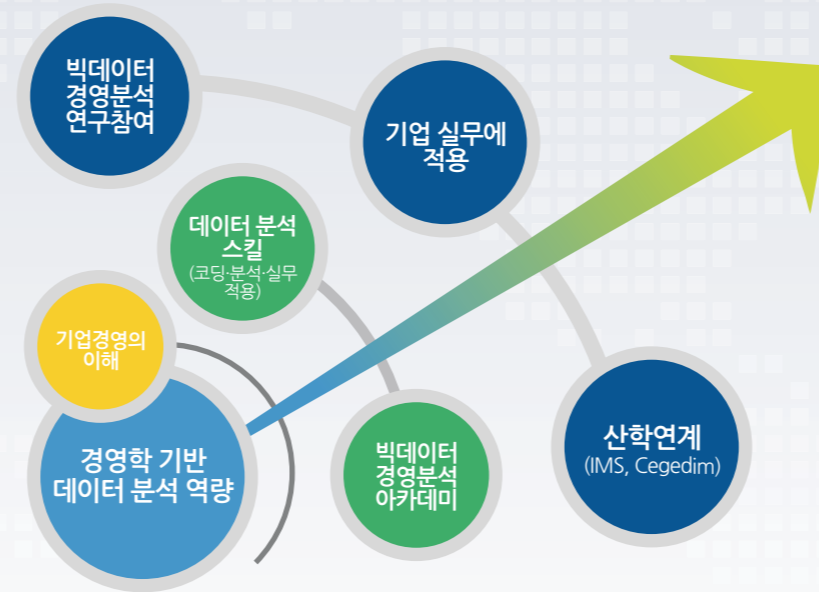 빅데이터
경영분석
연구참여
기업 실무에
적용
데이터 분석
스킬
(코딩·분석·실무
적용)
기업경영의
이해
경영학 기반
데이터 분석 역량
빅데이터
경영분석
아카데미
산학연계
(IMS, Cegedim)